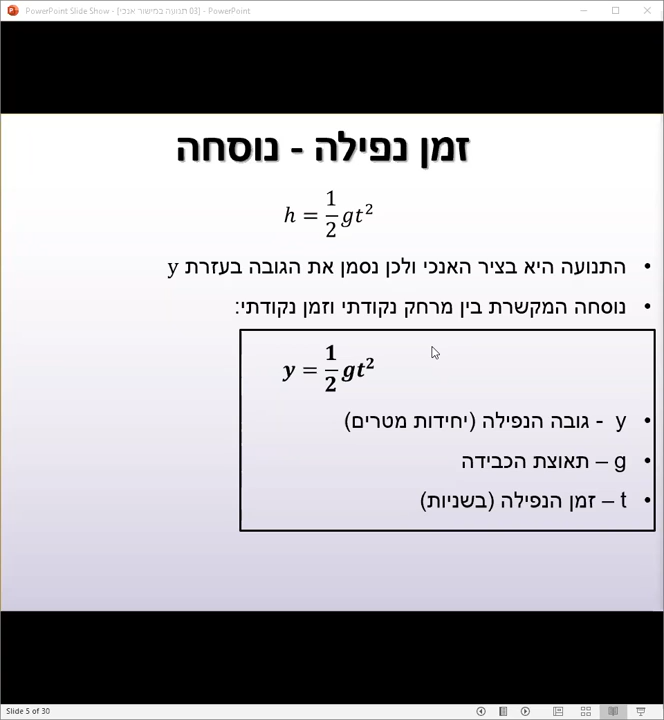 PowerPoint Slide Show - [03 תנועה במישור אנכי] - PowerPoint
זמן נפילה - נוסחה
h = 1/2 gt²
• התנועה היא בציר האנכי ולכן נסמן את הגובה בעזרת y
• נוסחה המקשרת בין מרחק נקודתי וזמן נקודתי:
y = 1/2 gt²
• y - גובה הנפילה (יחידות מטרים)
• g – תאוצת הכבידה
• t – זמן הנפילה (בשניות)
Slide 5 of 30